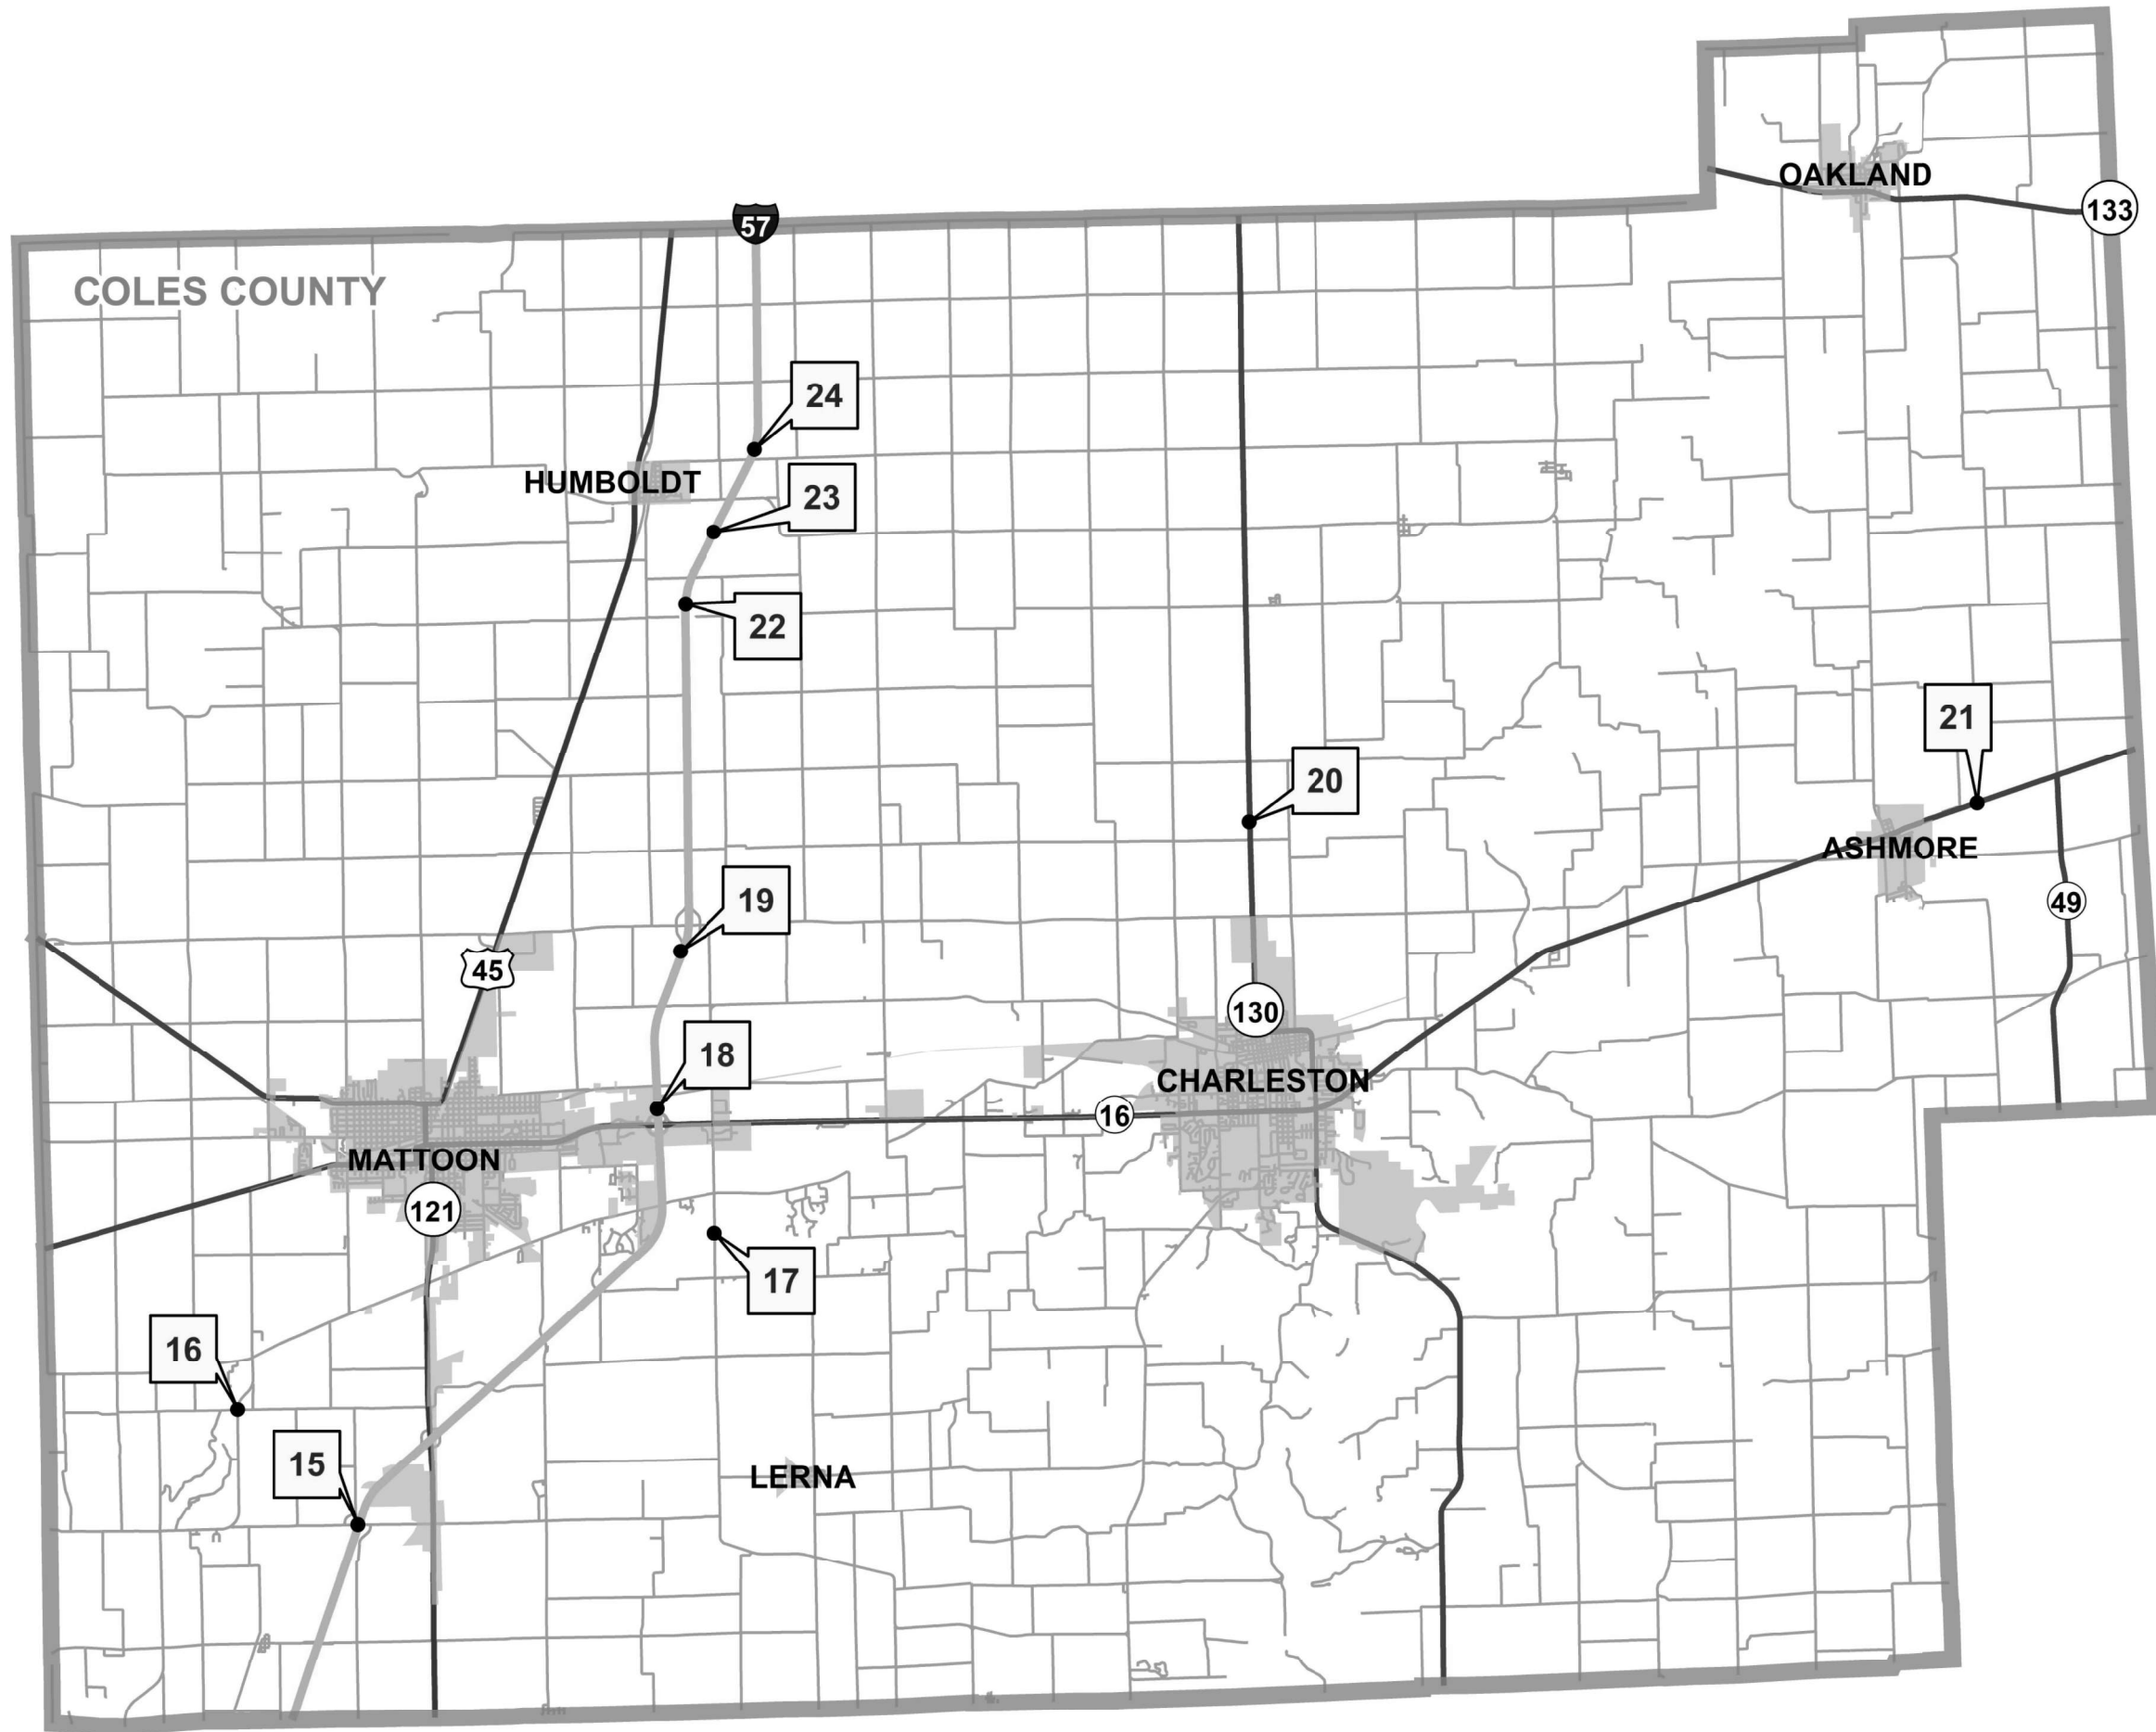 OAKLAND
133
57
COLES COUNTY
24
HUMBOLDT
23
22
21
20
ASHMORE
19
49
45
130
18
CHARLESTON
16
MATTOON
121
17
16
15
LERNA